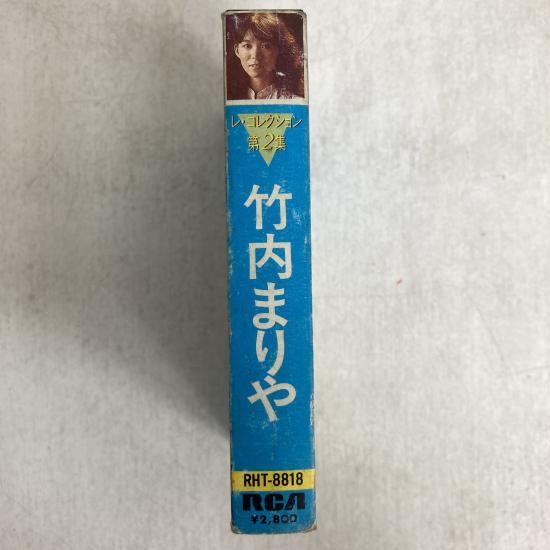 レ・コレクション
第2集
竹内まりや
RHT-8818
RCA
¥2,800